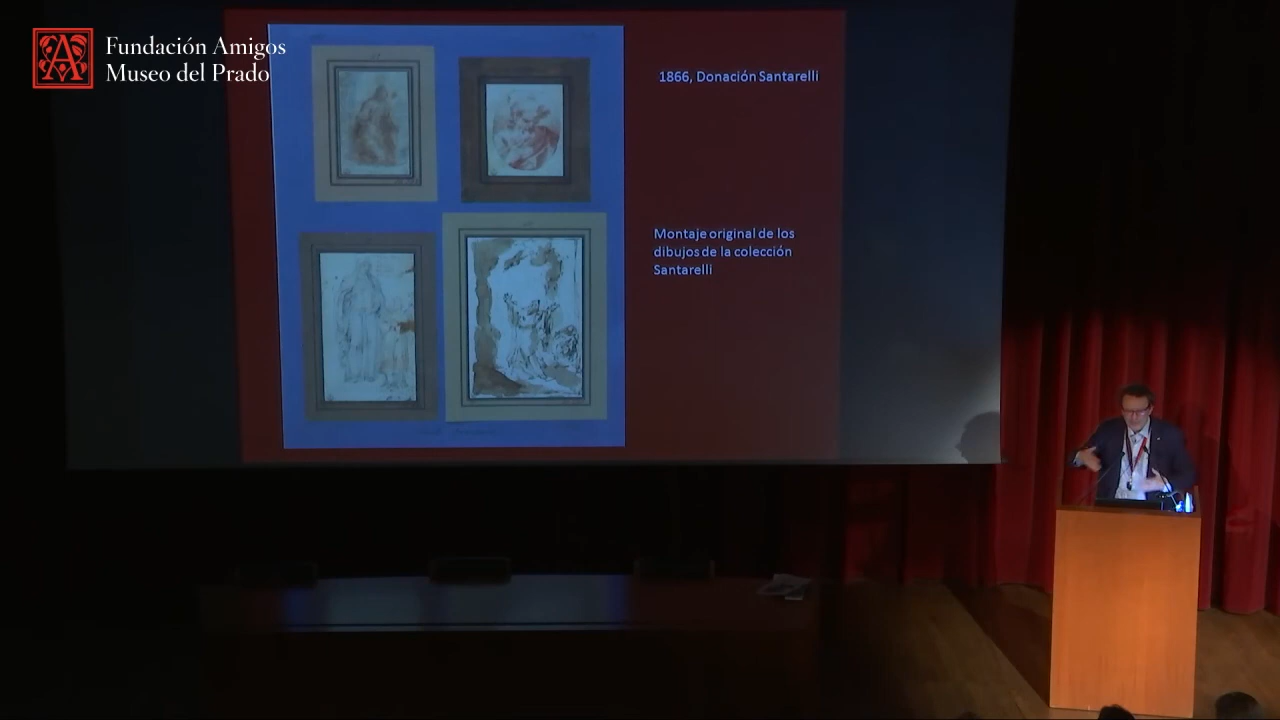 Fundación Amigos
Museo del Prado
1866, Donación Santarelli
Montaje original de los
dibujos de la colección
Santarelli